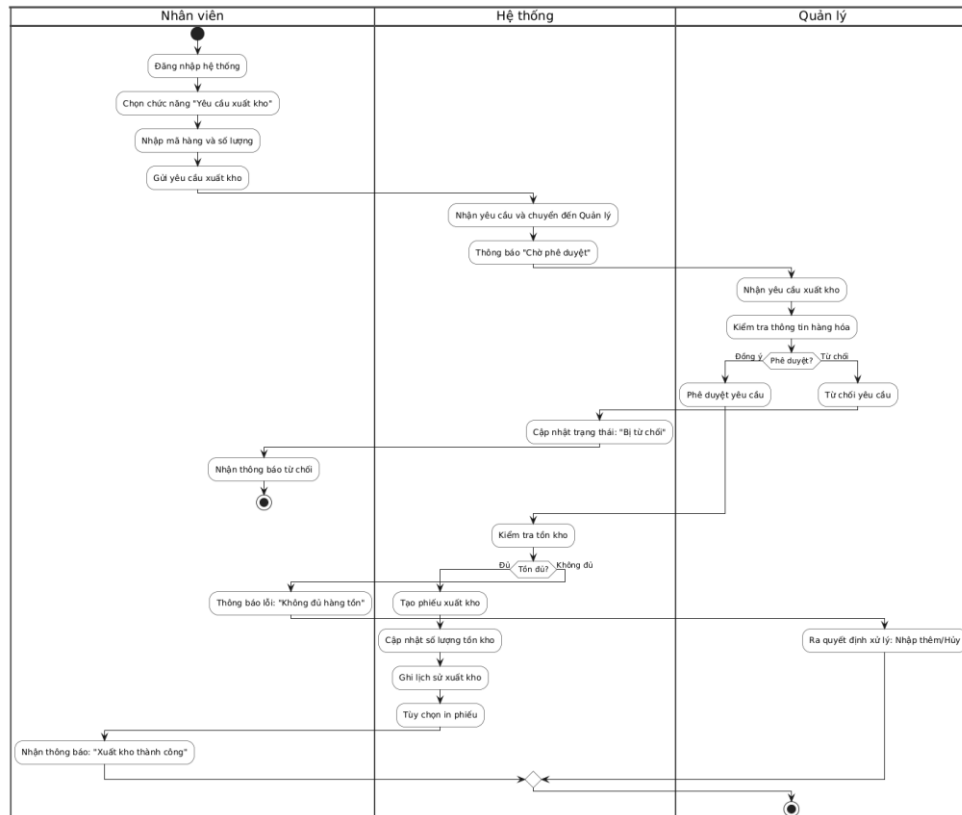 Nhân viên
Hệ thống
Quản lý
Đăng nhập hệ thống
Chọn chức năng "Yêu cầu xuất kho"
Nhập mã hàng và số lượng
Gửi yêu cầu xuất kho
Nhận yêu cầu và chuyển đến Quản lý
Thông báo "Chờ phê duyệt"
Nhận yêu cầu xuất kho
Kiểm tra thông tin hàng hóa
Đồng ý
Phê duyệt?
Từ chối
Phê duyệt yêu cầu
Từ chối yêu cầu
Cập nhật trạng thái: "Bị từ chối"
Nhận thông báo từ chối
Kiểm tra tồn kho
Đủ
Tồn đủ?
Không đủ
Thông báo lỗi: "Không đủ hàng tồn"
Tạo phiếu xuất kho
Cập nhật số lượng tồn kho
Ra quyết định xử lý: Nhập thêm/Hủy
Ghi lịch sử xuất kho
Tùy chọn in phiếu
Nhận thông báo: "Xuất kho thành công"